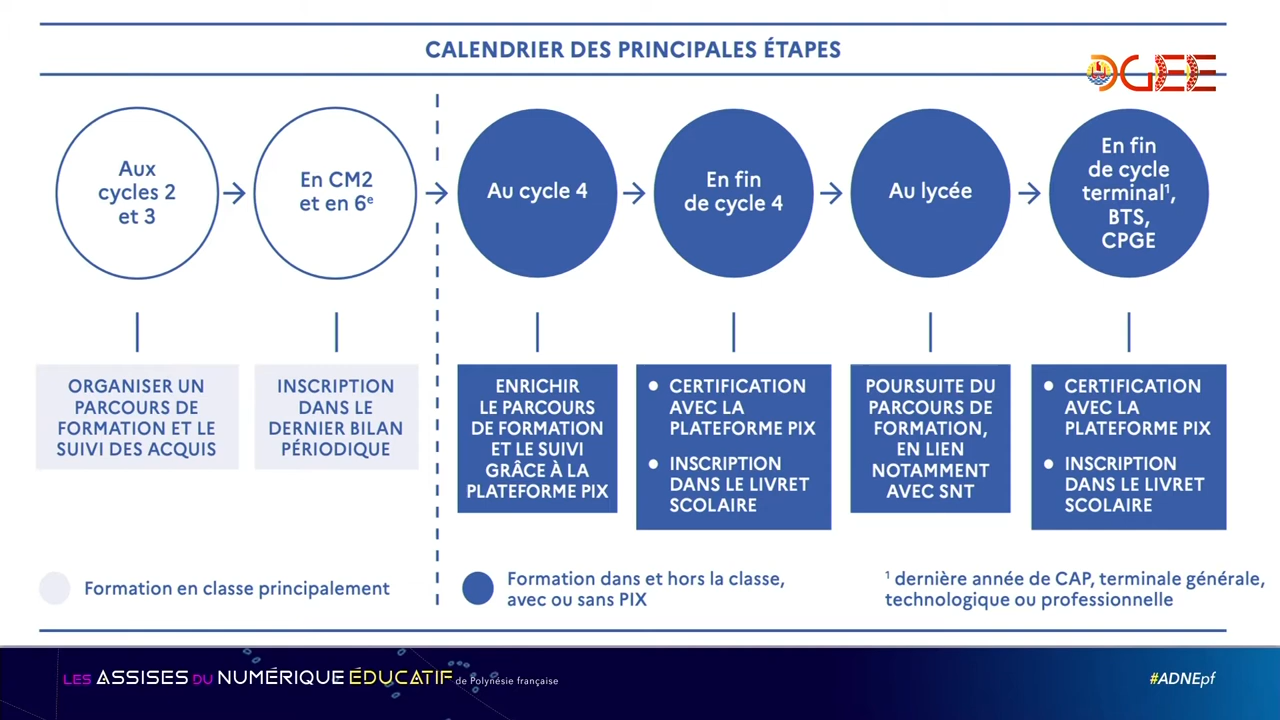 CALENDRIER DES PRINCIPALES ÉTAPES
DGEE
Aux
cycles 2
et 3
En CM2
et en 6e
Au cycle 4
En fin
de cycle 4
Au lycée
En fin
de cycle
terminal¹,
BTS,
CPGE
ORGANISER UN
PARCOURS DE
FORMATION ET LE
SUIVI DES ACQUIS
INSCRIPTION
DANS LE
DERNIER BILAN
PÉRIODIQUE
ENRICHIR
LE PARCOURS
DE FORMATION
ET LE SUIVI
GRÂCE À LA
PLATEFORME PIX
• CERTIFICATION
AVEC LA
PLATEFORME PIX
• INSCRIPTION
DANS LE LIVRET
SCOLAIRE
POURSUITE DU
PARCOURS DE
FORMATION,
EN LIEN
NOTAMMENT
AVEC SNT
• CERTIFICATION
AVEC LA
PLATEFORME PIX
• INSCRIPTION
DANS LE LIVRET
SCOLAIRE
Formation en classe principalement
Formation dans et hors la classe,
avec ou sans PIX
¹ dernière année de CAP, terminale générale,
technologique ou professionnelle
LES ASSISES DU NUMÉRIQUE ÉDUCATIF de Polynésie française
#ADNEpf